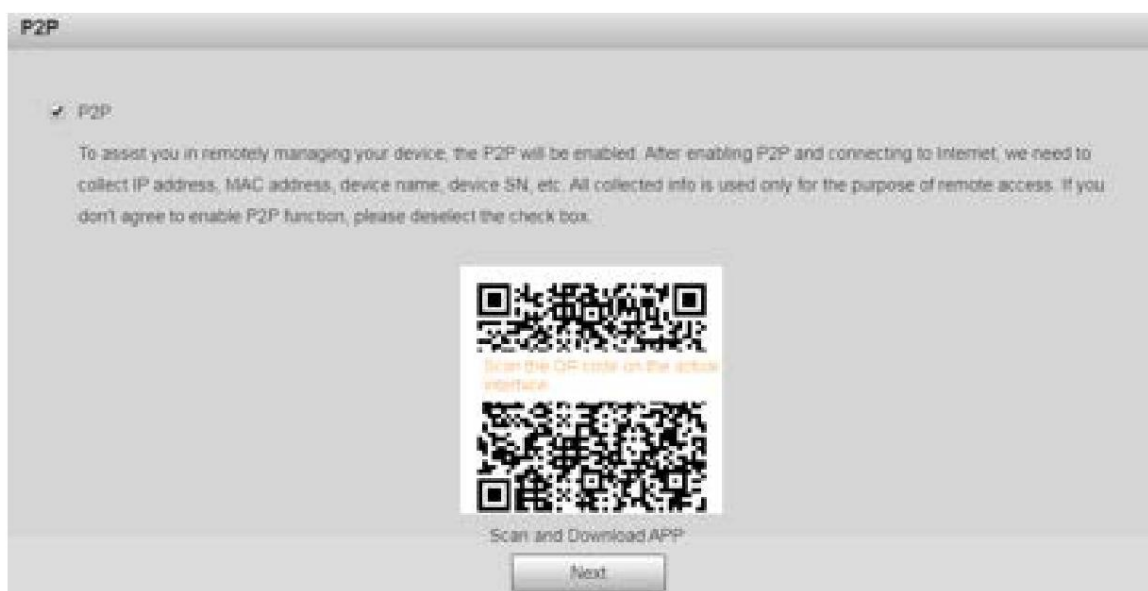 P2P
P2P
To assist you in remotely managing your device, the P2P will be enabled. After enabling P2P and connecting to Internet, we need to
collect IP address, MAC address, device name, device SN, etc. All collected info is used only for the purpose of remote access. If you
don't agree to enable P2P function, please deselect the check box.
Scan the QR code on the actual
interface
Scan and Download APP
Next